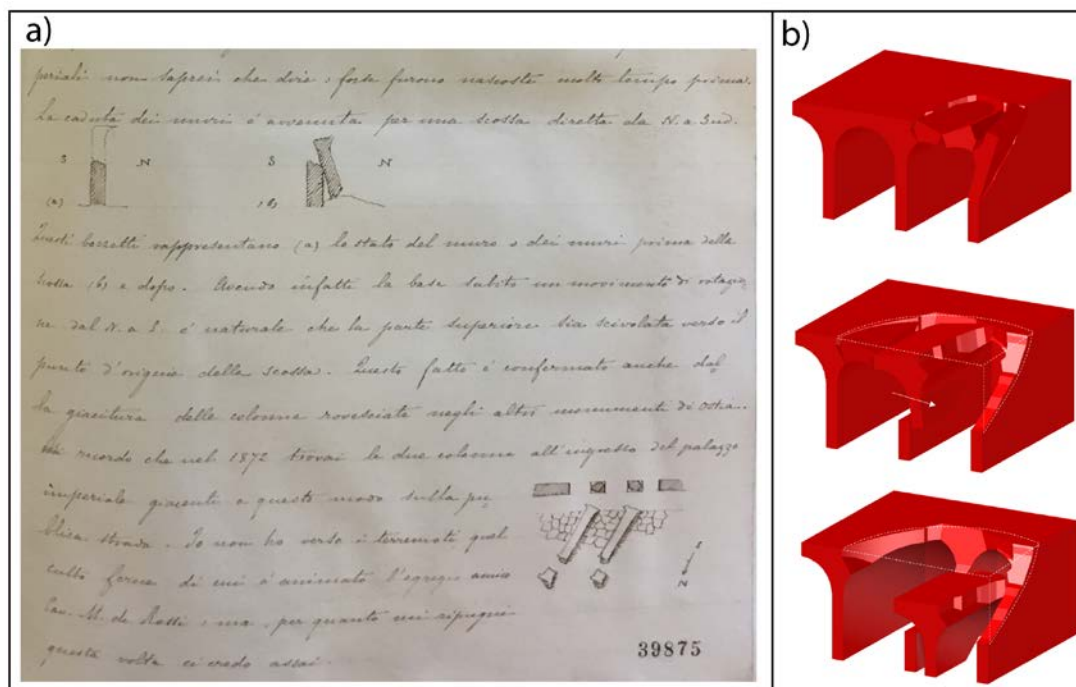 a)
periali non saprei che dire; forse furono nascoste molto tempo prima.
La caduta dei muri è avvenuta per una scossa diretta da N. a Sud.
S N S N
(a) (b)
Questi bozzetti rappresentano (a) lo stato del muro o dei muri prima della
scossa (b) e dopo. Avendo infatti la base subito un movimento di rotazio
ne dal N. a S. è naturale che la parte superiore sia scivolata verso il
punto d'origine della scossa. Questo fatto è confermato anche dal
la giacitura delle colonne rovesciate negli altri monumenti di Ostia.
Mi ricordo che nel 1872 trovai le due colonne all'ingresso del palazzo
imperiale giacenti a questo modo sulla pu
blica strada. Io non ho verso i terremoti quel
culto di cui è animato l'egregio amico
Cav. M. de Rossi; ma, per quanto mi ripugni
questa volta ci credo assai.
S
N
39875
b)